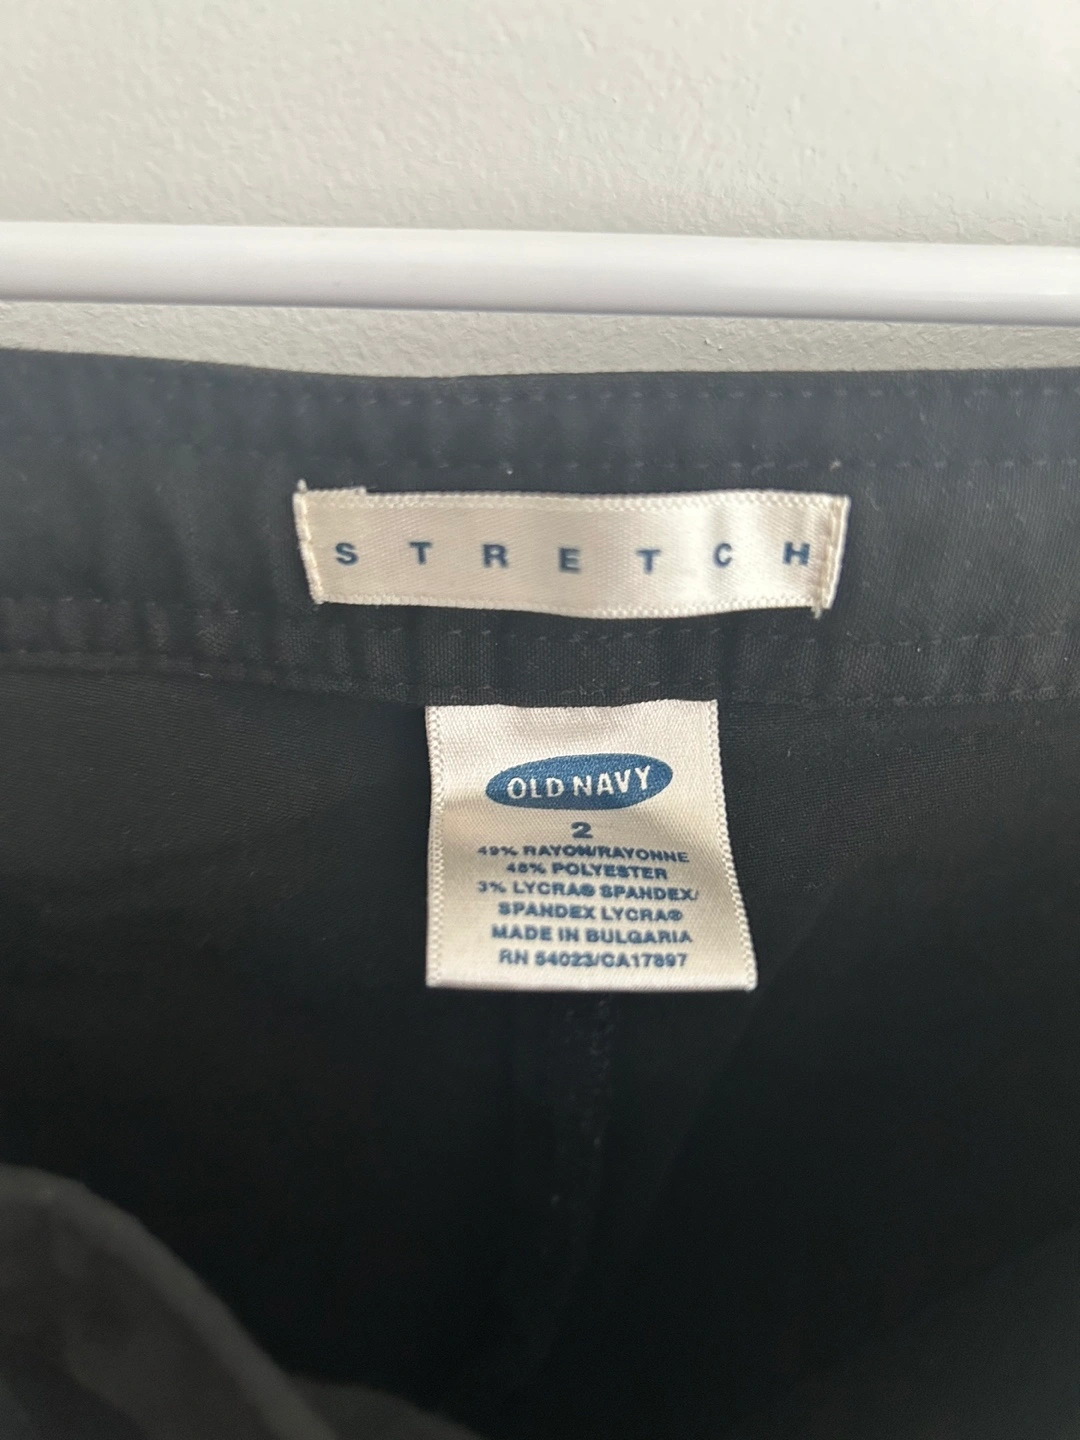 STRETCH
OLD NAVY
2
49% RAYON/RAYONNE
48% POLYESTER
3% LYCRA® SPANDEX/
SPANDEX LYCRA®
MADE IN BULGARIA
RN 54023/CA17897